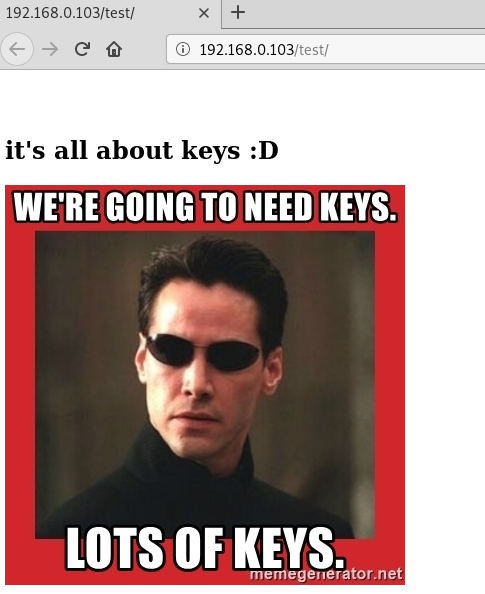 192.168.0.103/test/
192.168.0.103/test/
it's all about keys :D
WE'RE GOING TO NEED KEYS.
LOTS OF KEYS.
memegenerator.net